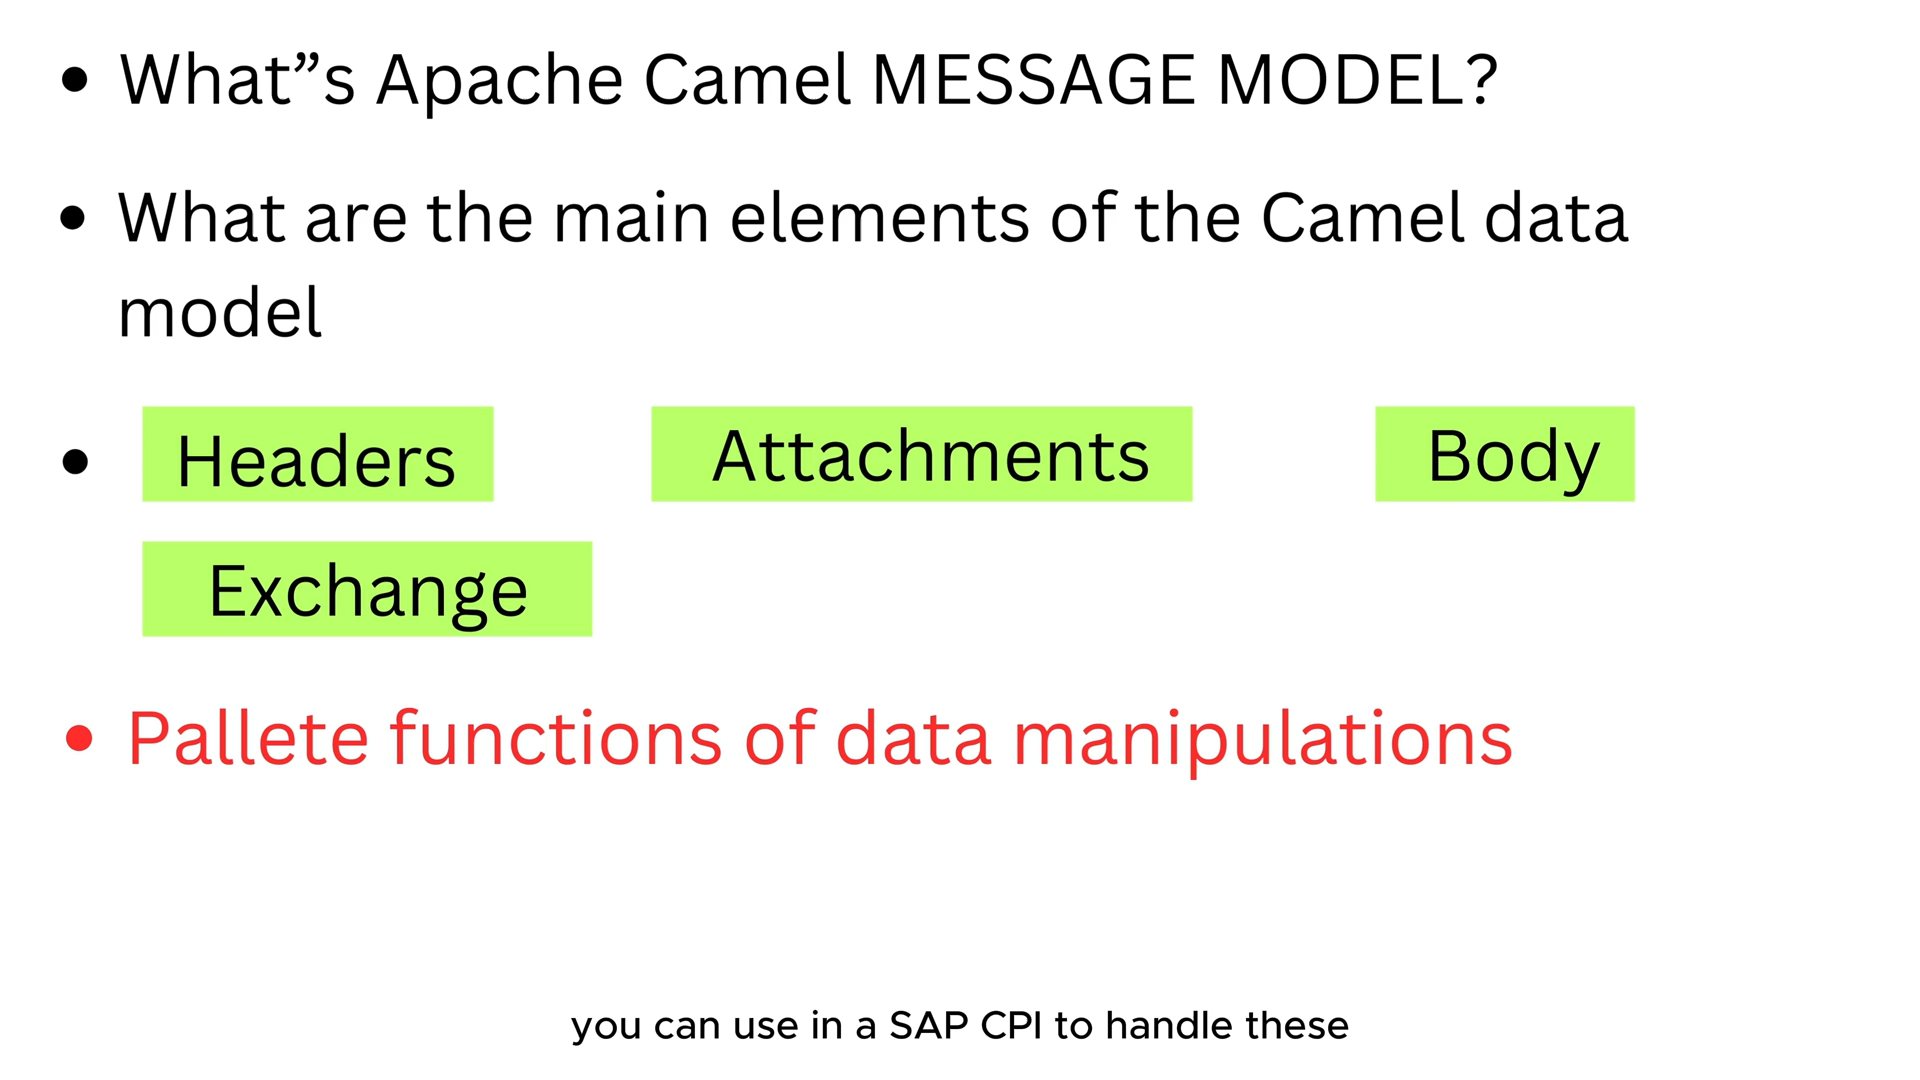 • What”s Apache Camel MESSAGE MODEL?
• What are the main elements of the Camel data
model
• Headers Attachments Body
Exchange
• Pallete functions of data manipulations
you can use in a SAP CPI to handle these